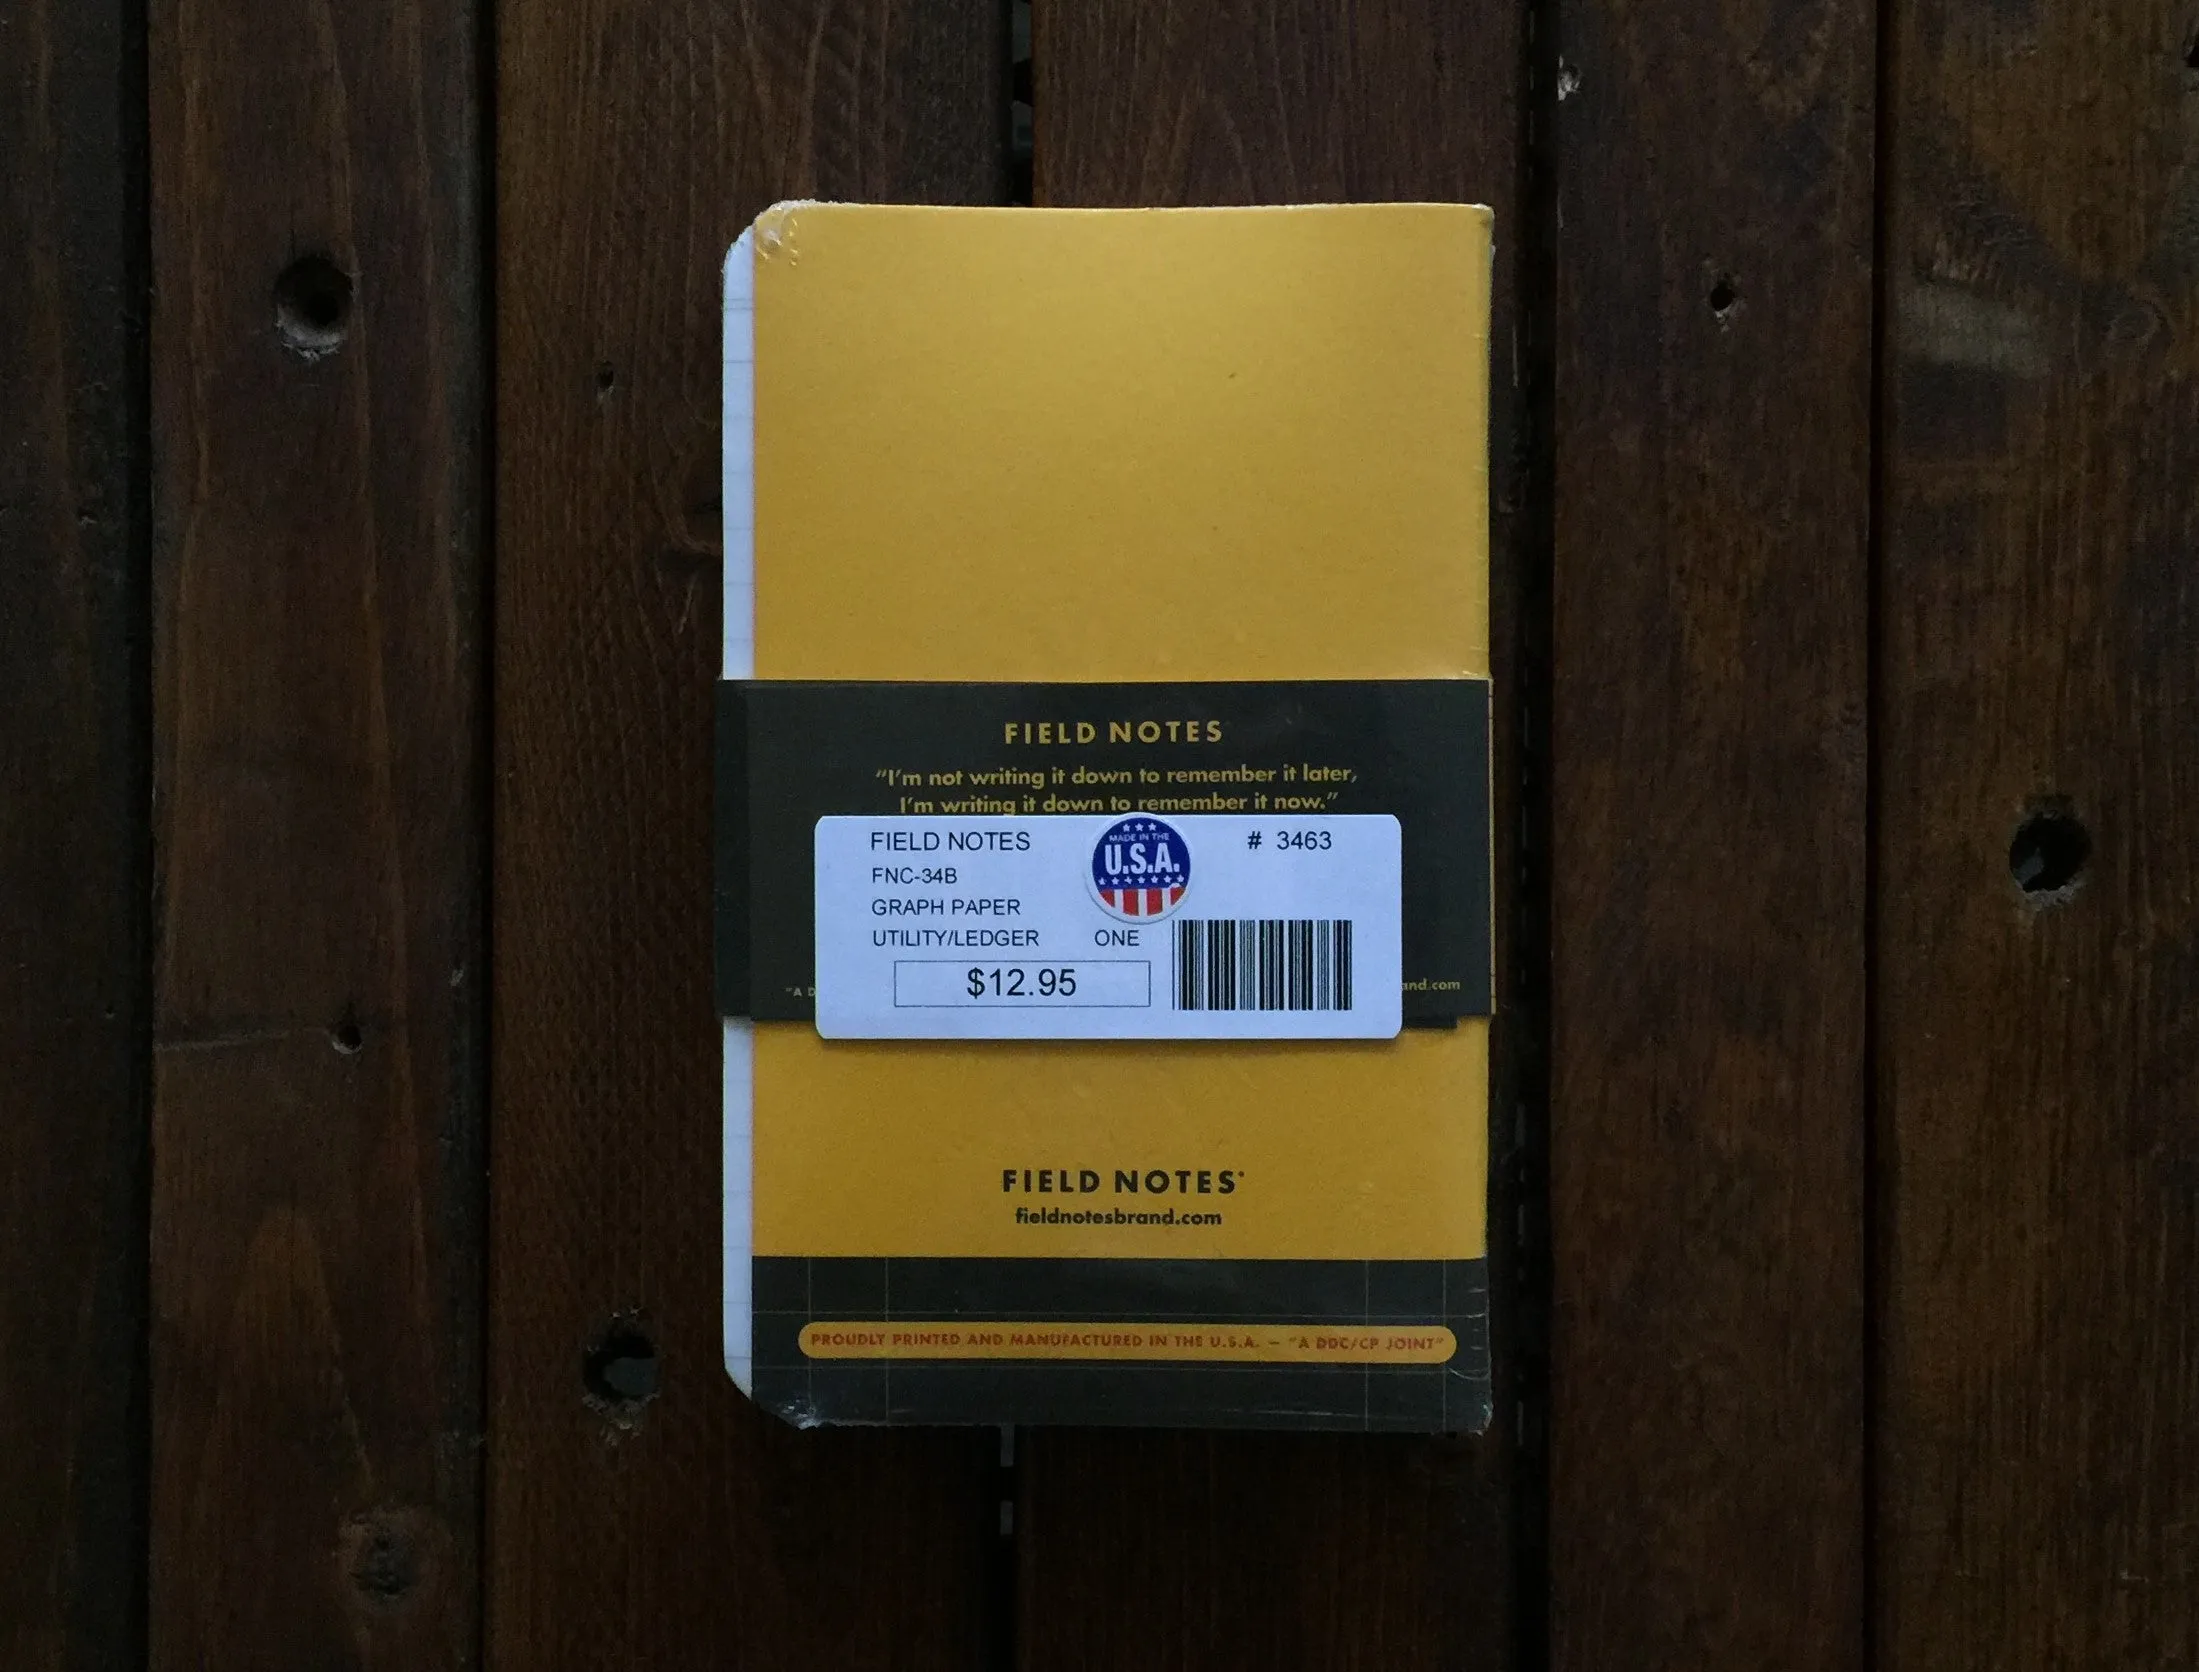 FIELD NOTES
“I’m not writing it down to remember it later,
I’m writing it down to remember it now.”
FIELD NOTES
# 3463
FNC-34B
GRAPH PAPER
UTILITY/LEDGER ONE
$12.95
MADE IN THE
U.S.A.
“A
and.com
FIELD NOTES
fieldnotesbrand.com
PROUDLY PRINTED AND MANUFACTURED IN THE U.S.A. — “A DDC/CP JOINT”